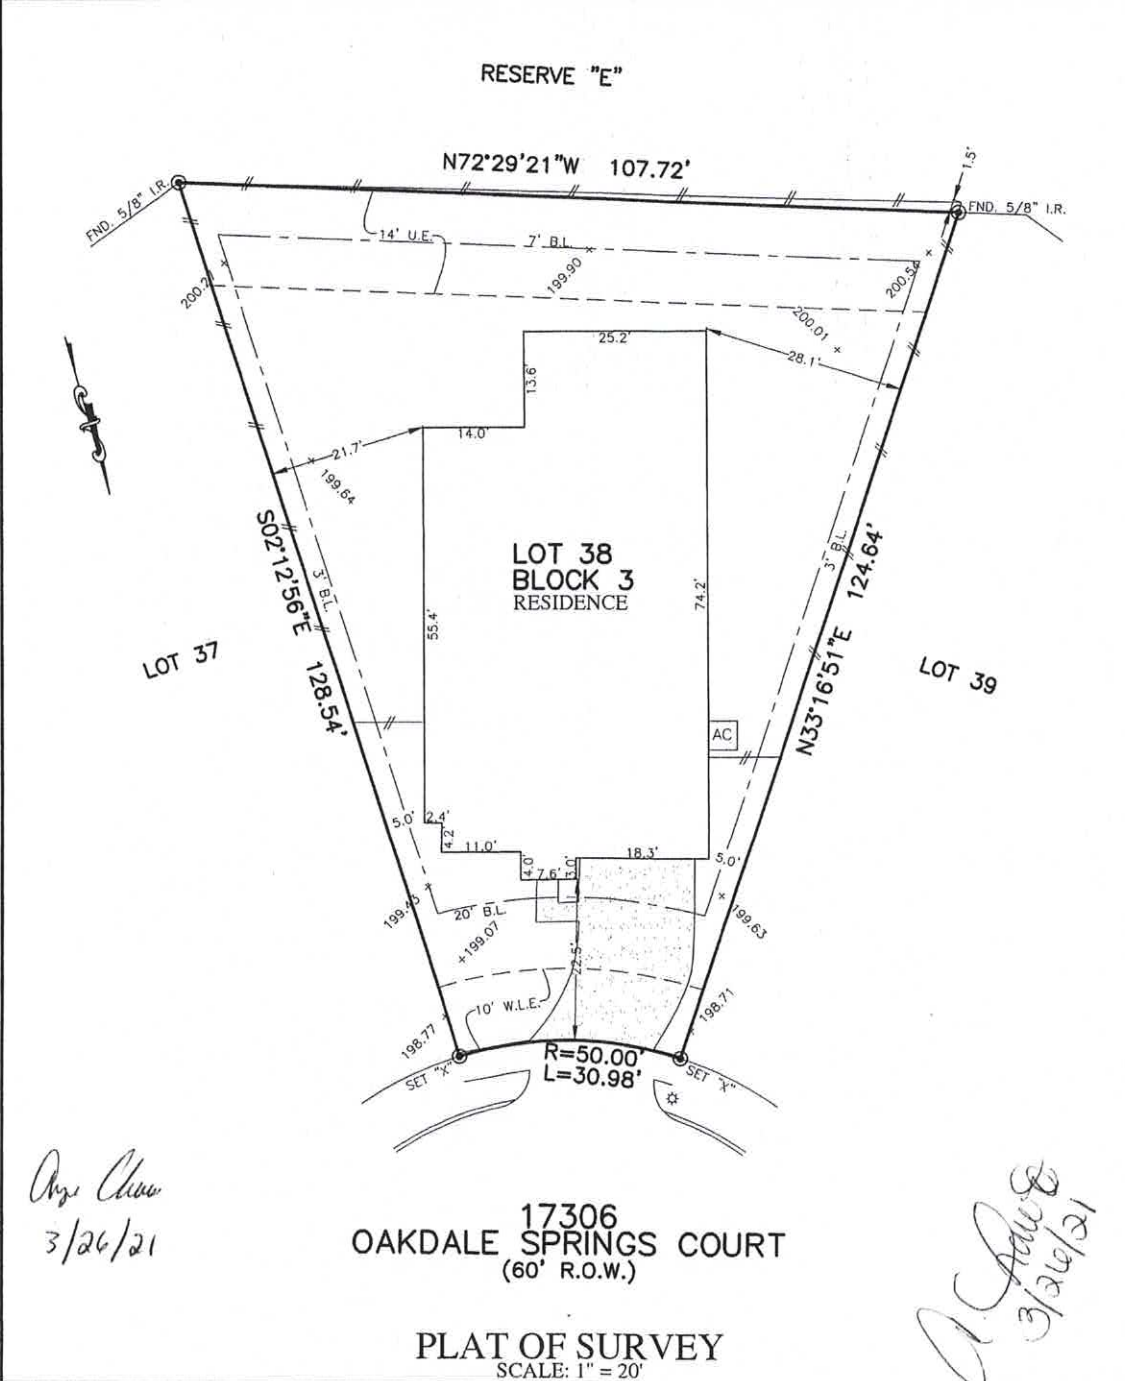 RESERVE "E"
N72°29'21"W 107.72'
1.5'
FND. 5/8" I.R.
FND. 5/8" I.R.
14' U.E.
7' B.L.
199.90
200.21
200.54
200.01
25.2'
28.1'
13.6'
14.0'
21.7'
199.64
S02°12'56"E 128.54'
3' B.L.
LOT 38
BLOCK 3
RESIDENCE
55.4'
74.2'
3' B.L.
N33°16'51"E 124.64'
LOT 37
LOT 39
AC
5.0'
2.4'
4.2'
11.0'
4.0'
7.6'
3.0'
18.3'
5.0'
199.43
20' B.L.
199.07
22.5'
199.63
10' W.L.E.
198.77
198.71
SET "X"
R=50.00'
L=30.98'
SET "X"
3/26/21
3/26/21
17306
OAKDALE SPRINGS COURT
(60' R.O.W.)
PLAT OF SURVEY
SCALE: 1" = 20'